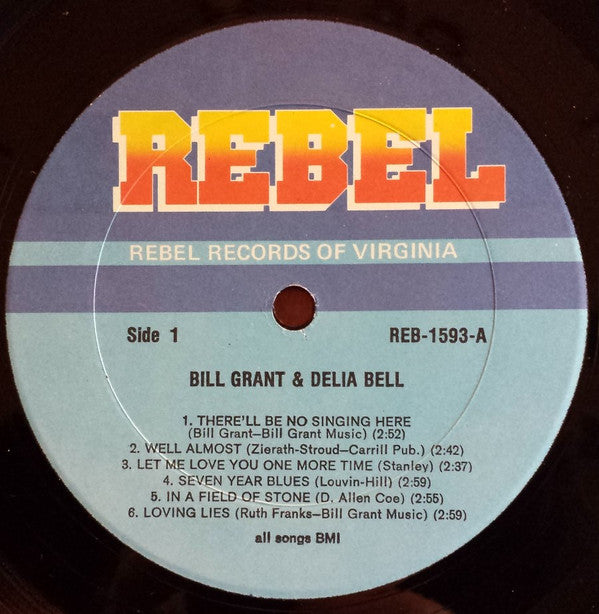 REBEL
REBEL RECORDS OF VIRGINIA
Side 1 REB-1593-A
BILL GRANT & DELIA BELL
1. THERE'LL BE NO SINGING HERE
(Bill Grant—Bill Grant Music) (2:52)
2. WELL ALMOST (Zierath-Stroud—Carrill Pub.) (2:42)
3. LET ME LOVE YOU ONE MORE TIME (Stanley) (2:37)
4. SEVEN YEAR BLUES (Louvin-Hill) (2:59)
5. IN A FIELD OF STONE (D. Allen Coe) (2:55)
6. LOVING LIES (Ruth Franks—Bill Grant Music) (2:59)
all songs BMI